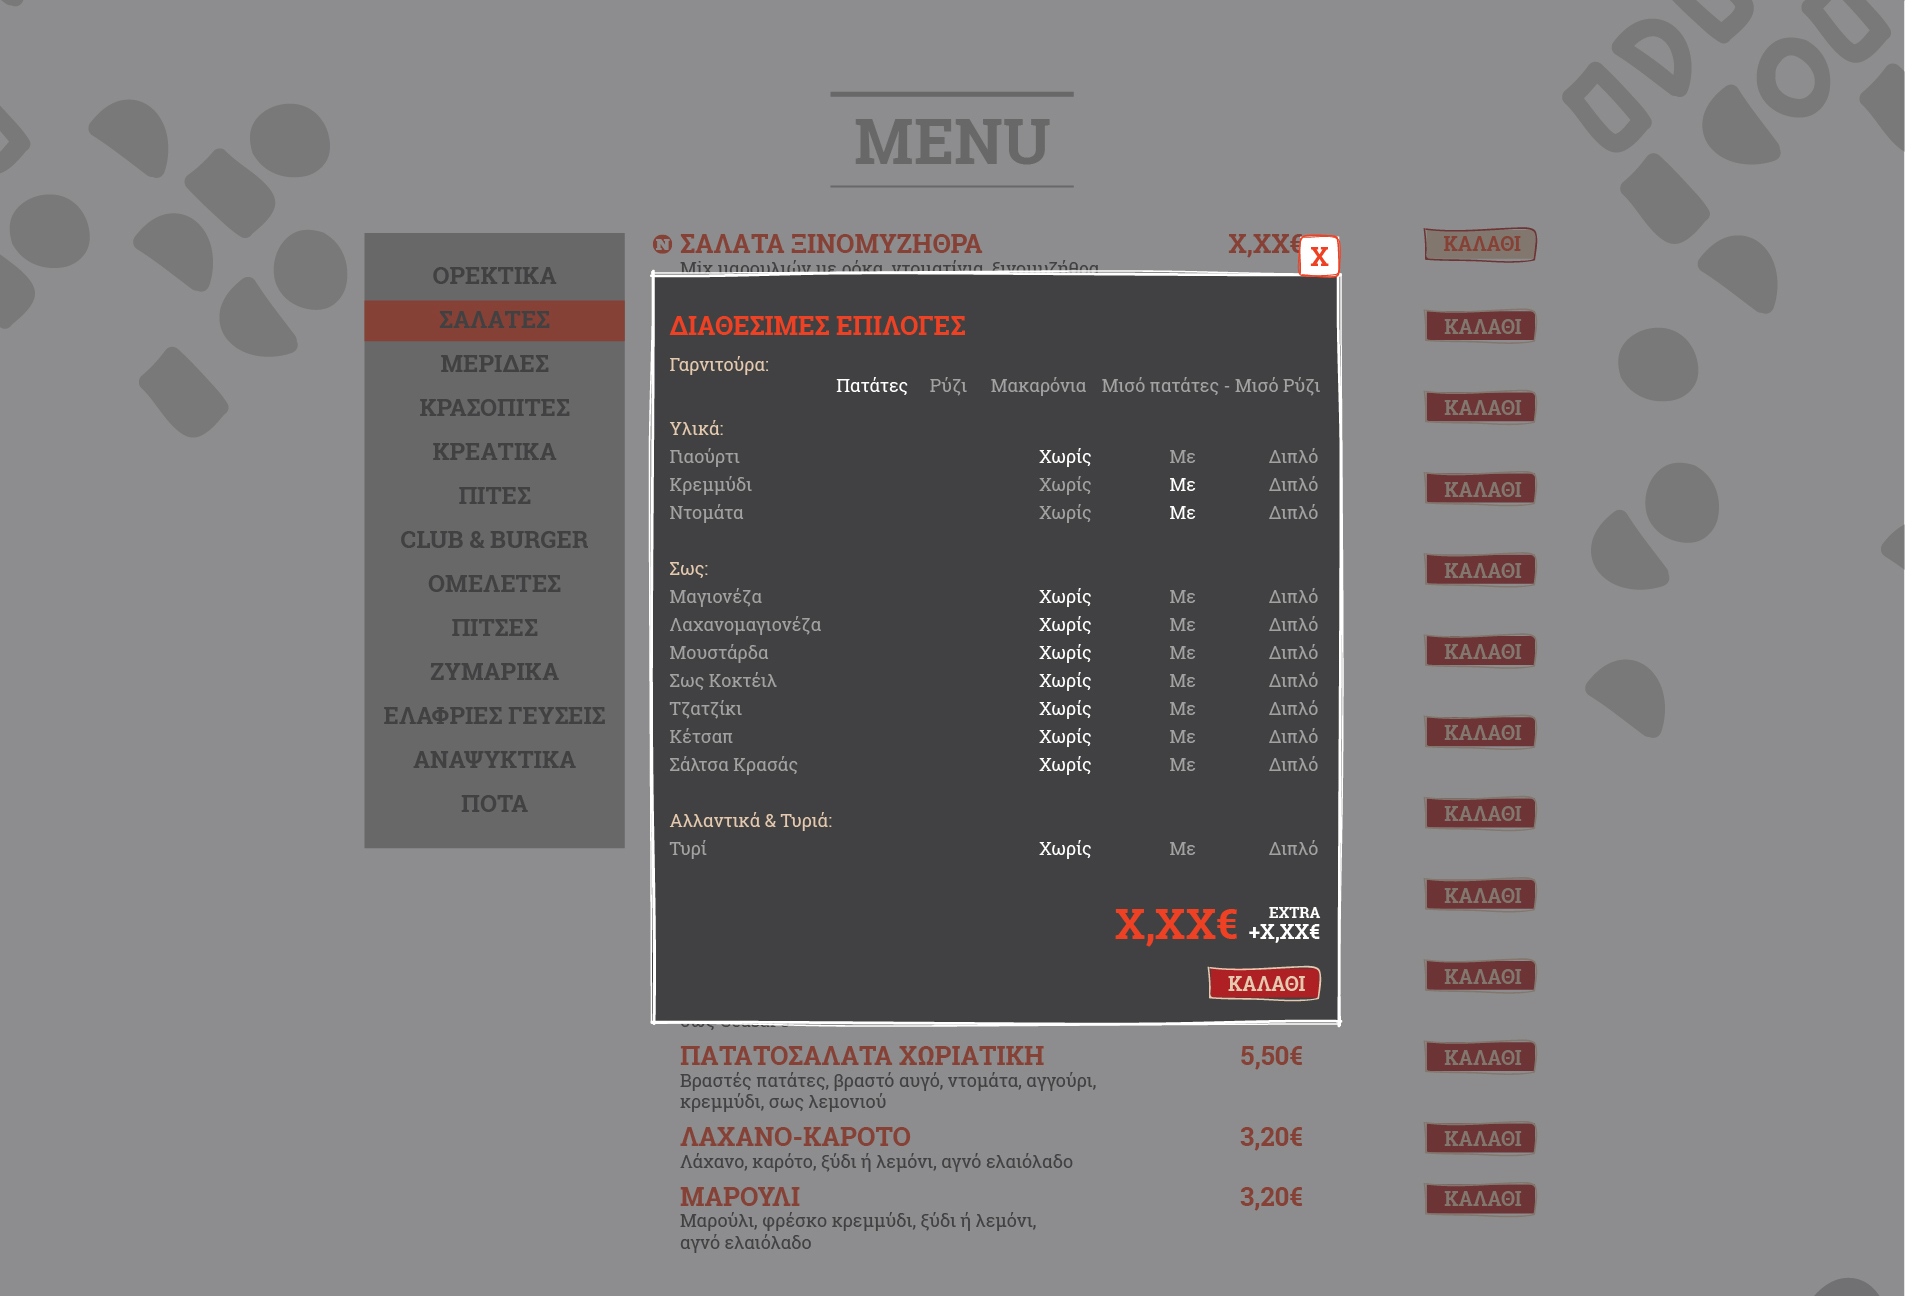 MENU
ΟΡΕΚΤΙΚΑ
ΣΑΛΑΤΕΣ
ΜΕΡΙΔΕΣ
ΚΡΑΣΟΠΙΤΕΣ
ΚΡΕΑΤΙΚΑ
ΠΙΤΕΣ
CLUB & BURGER
ΟΜΕΛΕΤΕΣ
ΠΙΤΣΕΣ
ΖΥΜΑΡΙΚΑ
ΕΛΑΦΡΙΕΣ ΓΕΥΣΕΙΣ
ΑΝΑΨΥΚΤΙΚΑ
ΠΟΤΑ
N ΣΑΛΑΤΑ ΞΙΝΟΜΥΖΗΘΡΑ X,XX€ ΚΑΛΑΘΙ
Mix μαρουλιών με ρόκα, ντοματίνια, ξινομυζήθρα
X
ΔΙΑΘΕΣΙΜΕΣ ΕΠΙΛΟΓΕΣ
Γαρνιτούρα:
Πατάτες Ρύζι Μακαρόνια Μισό πατάτες - Μισό Ρύζι
Υλικά:
Γιαούρτι Χωρίς Με Διπλό
Κρεμμύδι Χωρίς Με Διπλό
Ντομάτα Χωρίς Με Διπλό
Σως:
Μαγιονέζα Χωρίς Με Διπλό
Λαχανομαγιονέζα Χωρίς Με Διπλό
Μουστάρδα Χωρίς Με Διπλό
Σως Κοκτέιλ Χωρίς Με Διπλό
Τζατζίκι Χωρίς Με Διπλό
Κέτσαπ Χωρίς Με Διπλό
Σάλτσα Κρασάς Χωρίς Με Διπλό
Αλλαντικά & Τυριά:
Τυρί Χωρίς Με Διπλό
X,XX€ EXTRA
+X,XX€
ΚΑΛΑΘΙ
ΚΑΛΑΘΙ
ΚΑΛΑΘΙ
ΚΑΛΑΘΙ
ΚΑΛΑΘΙ
ΚΑΛΑΘΙ
ΚΑΛΑΘΙ
ΚΑΛΑΘΙ
ΚΑΛΑΘΙ
ΚΑΛΑΘΙ
ΠΑΤΑΤΟΣΑΛΑΤΑ ΧΩΡΙΑΤΙΚΗ 5,50€ ΚΑΛΑΘΙ
Βραστές πατάτες, βραστό αυγό, ντομάτα, αγγούρι,
κρεμμύδι, σως λεμονιού
ΛΑΧΑΝΟ-ΚΑΡΟΤΟ 3,20€ ΚΑΛΑΘΙ
Λάχανο, καρότο, ξύδι ή λεμόνι, αγνό ελαιόλαδο
ΜΑΡΟΥΛΙ 3,20€ ΚΑΛΑΘΙ
Μαρούλι, φρέσκο κρεμμύδι, ξύδι ή λεμόνι,
αγνό ελαιόλαδο